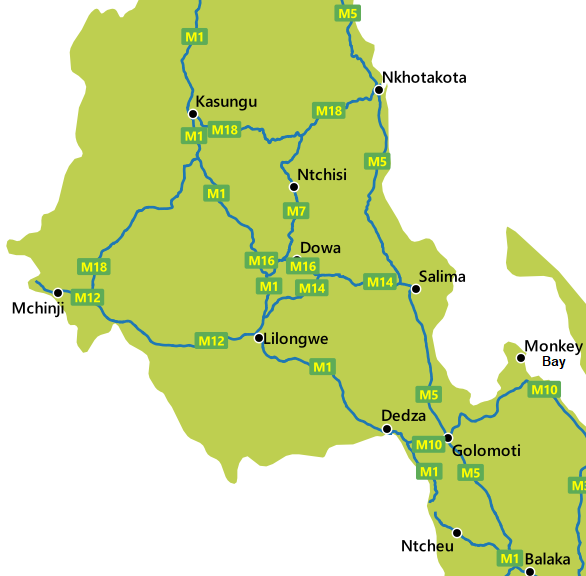 M5
M1
Nkhotakota
Kasungu
M18
M1
M18
M5
Ntchisi
M1
M7
Dowa
M16
M16
M18
Salima
M14
M1
M14
M12
Mchinji
Lilongwe
M12
Monkey
Bay
M1
M10
M5
Dedza
M10
Golomoti
M1
M5
Ntcheu
M1
Balaka